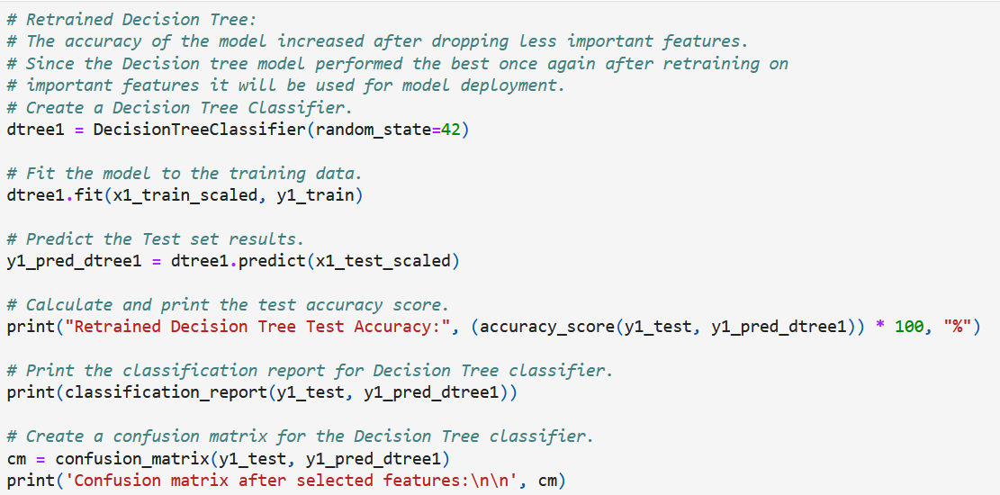 # Retrained Decision Tree:
# The accuracy of the model increased after dropping less important features.
# Since the Decision tree model performed the best once again after retraining on
# important features it will be used for model deployment.
# Create a Decision Tree Classifier.
dtree1 = DecisionTreeClassifier(random_state=42)
# Fit the model to the training data.
dtree1.fit(x1_train_scaled, y1_train)
# Predict the Test set results.
y1_pred_dtree1 = dtree1.predict(x1_test_scaled)
# Calculate and print the test accuracy score.
print("Retrained Decision Tree Test Accuracy:", (accuracy_score(y1_test, y1_pred_dtree1)) * 100, "%")
# Print the classification report for Decision Tree classifier.
print(classification_report(y1_test, y1_pred_dtree1))
# Create a confusion matrix for the Decision Tree classifier.
cm = confusion_matrix(y1_test, y1_pred_dtree1)
print('Confusion matrix after selected features:\n\n', cm)